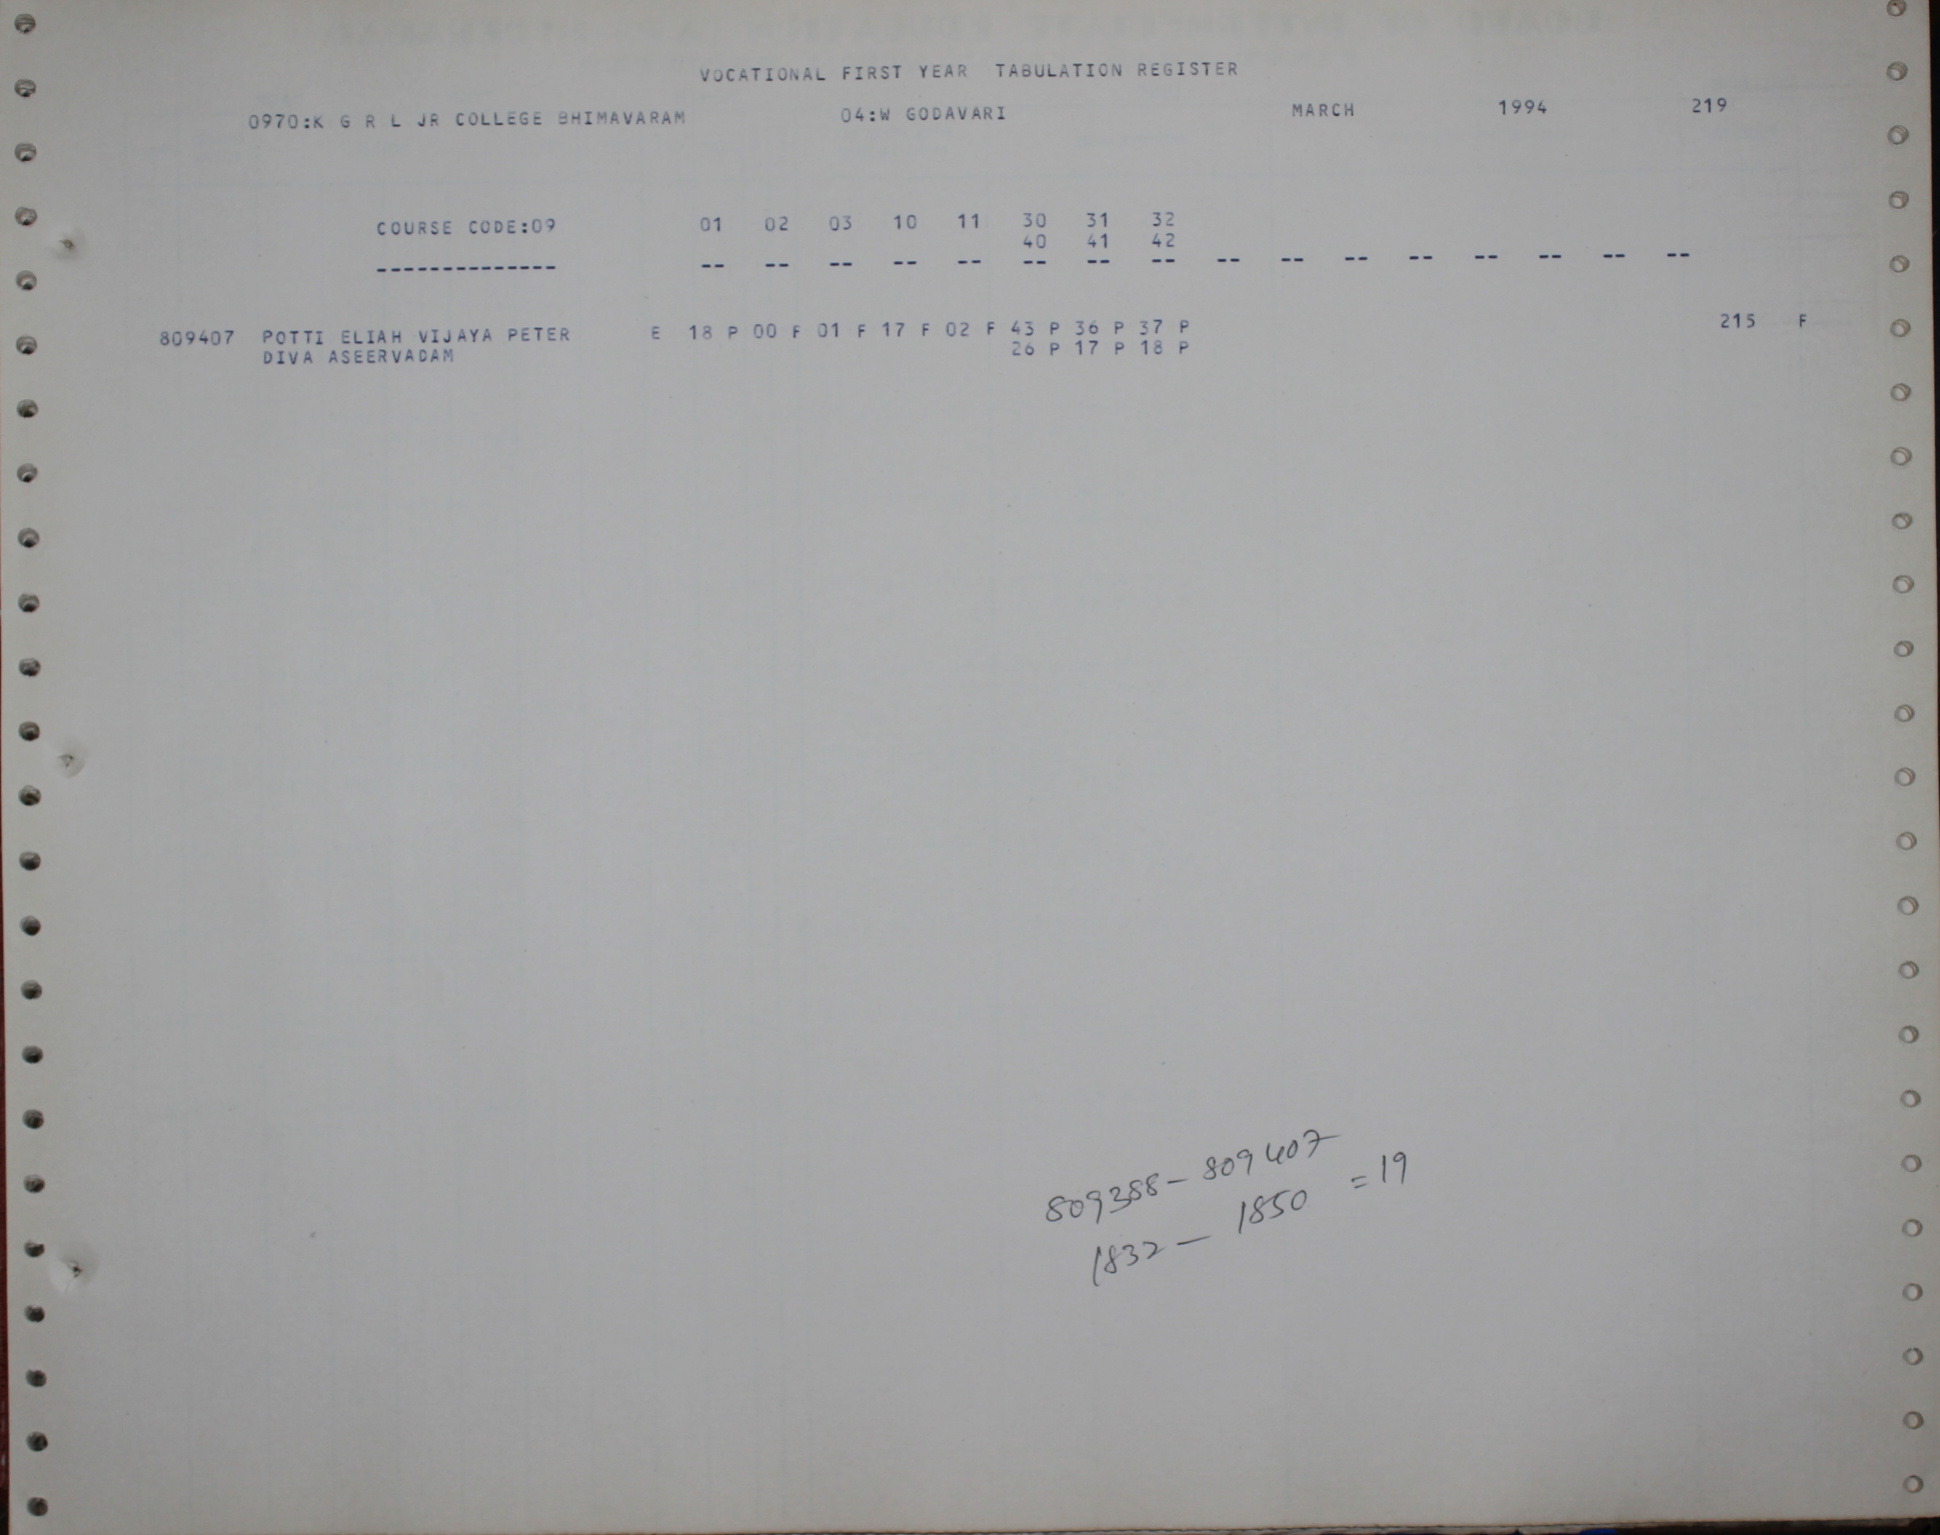 VOCATIONAL FIRST YEAR TABULATION REGISTER
0970:K G R L JR COLLEGE BHIMAVARAM 04:W GODAVARI MARCH 1994 219
COURSE CODE:09 01 02 03 10 11 30 31 32
40 41 42
-------------- -- -- -- -- -- -- -- -- -- -- -- -- -- -- -- --
809407 POTTI ELIAH VIJAYA PETER E 18 P 00 F 01 F 17 F 02 F 43 P 36 P 37 P 215 F
DIVA ASEERVADAM 26 P 17 P 18 P
809388 - 809407
1832 - 1850 = 19